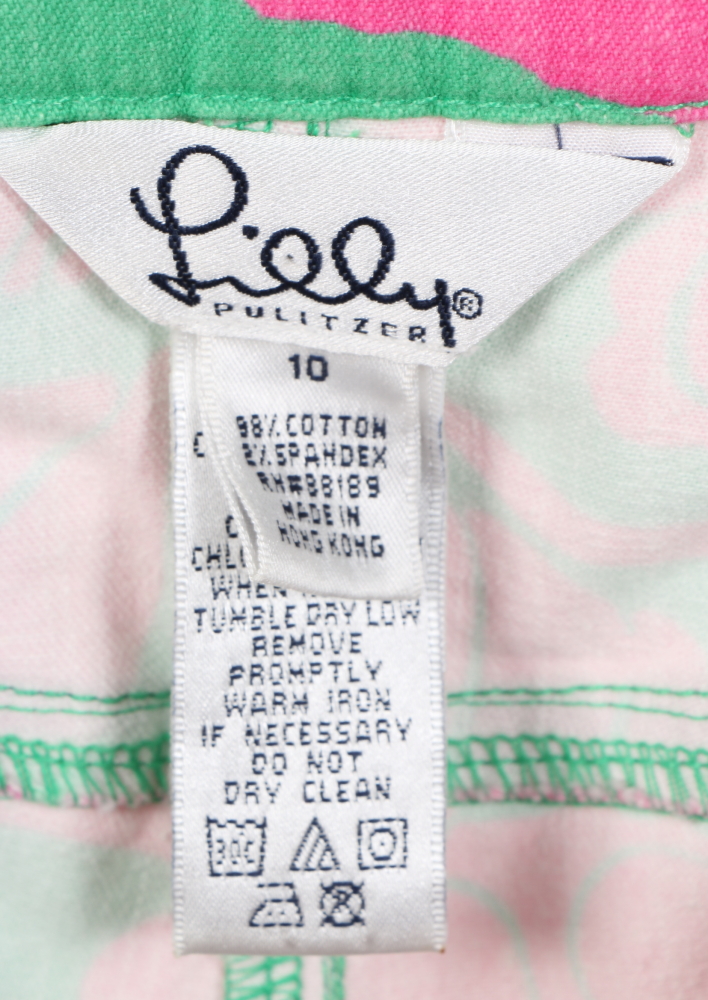 Lilly®
PULITZER
10
98% COTTON
2% SPANDEX
RN#88189
MADE IN
HONG KONG
TUMBLE DRY LOW
REMOVE
PROMPTLY
WARM IRON
IF NECESSARY
DO NOT
DRY CLEAN
30C